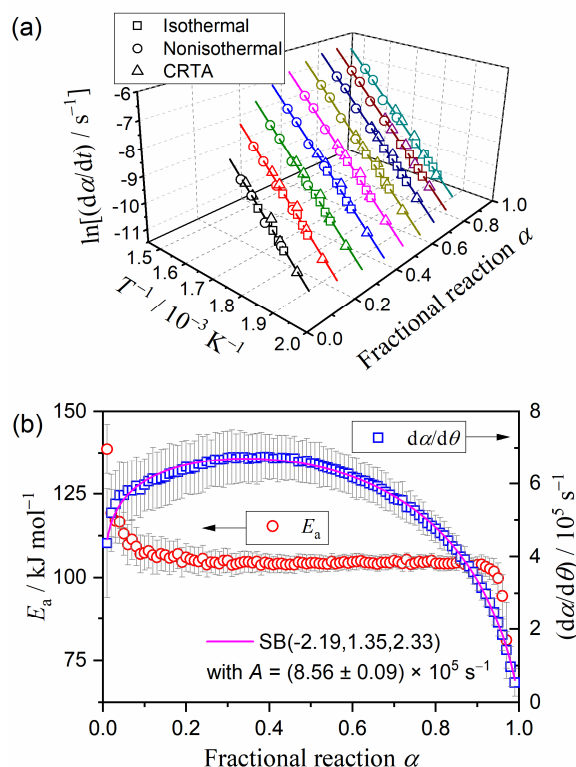 (a)
Isothermal
Nonisothermal
CRTA
-6
-7
-8
-9
-10
-11
ln[(dα/dt) / s⁻¹]
1.5
1.6
1.7
1.8
1.9
2.0
T⁻¹ / 10⁻³ K⁻¹
0.0
0.2
0.4
0.6
0.8
1.0
Fractional reaction α
(b)
150
125
100
75
Eₐ / kJ mol⁻¹
8
6
4
2
0
(dα/dθ) / 10⁵ s⁻¹
dα/dθ
Eₐ
SB(-2.19,1.35,2.33)
with A = (8.56 ± 0.09) × 10⁵ s⁻¹
0.0 0.2 0.4 0.6 0.8 1.0
Fractional reaction α